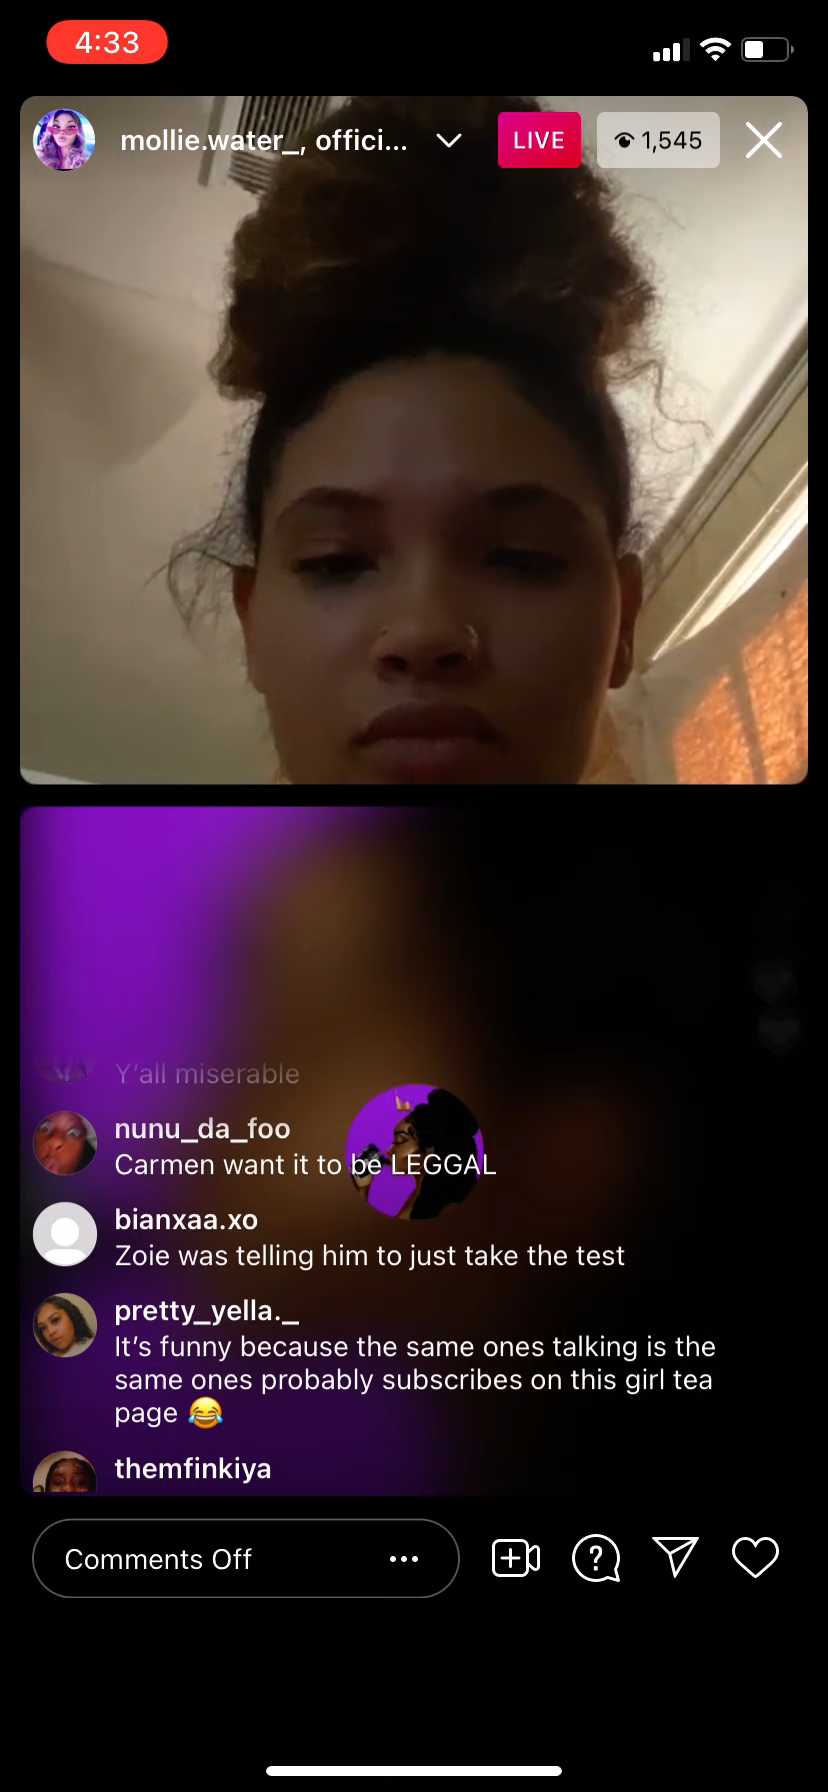 4:33
mollie.water_, offici...
LIVE
1,545
Y'all miserable
nunu_da_foo
Carmen want it to be LEGGAL
bianxaa.xo
Zoie was telling him to just take the test
pretty_yella._
It's funny because the same ones talking is the
same ones probably subscribes on this girl tea
page 😂
themfinkiya
Comments Off